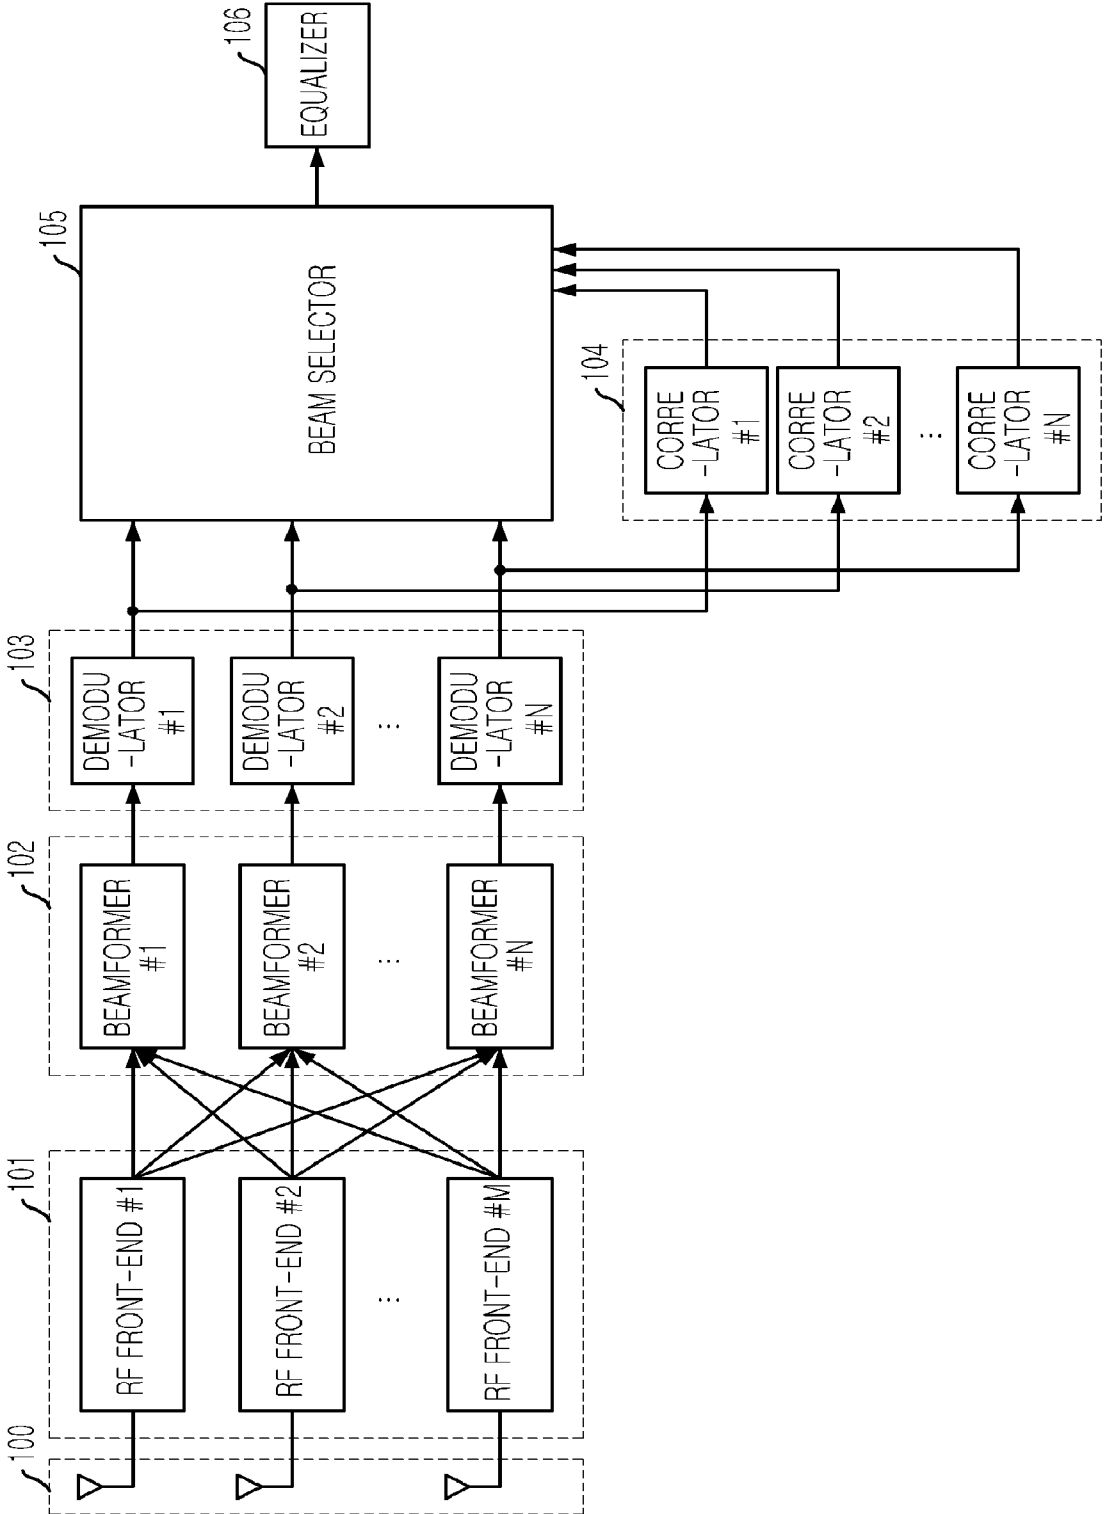 100
101
RF FRONT-END #1
RF FRONT-END #2
...
RF FRONT-END #M
102
BEAMFORMER
#1
BEAMFORMER
#2
...
BEAMFORMER
#N
103
DEMODU
-LATOR
#1
DEMODU
-LATOR
#2
...
DEMODU
-LATOR
#N
105
BEAM SELECTOR
104
CORRE
-LATOR
#1
CORRE
-LATOR
#2
...
CORRE
-LATOR
#N
106
EQUALIZER